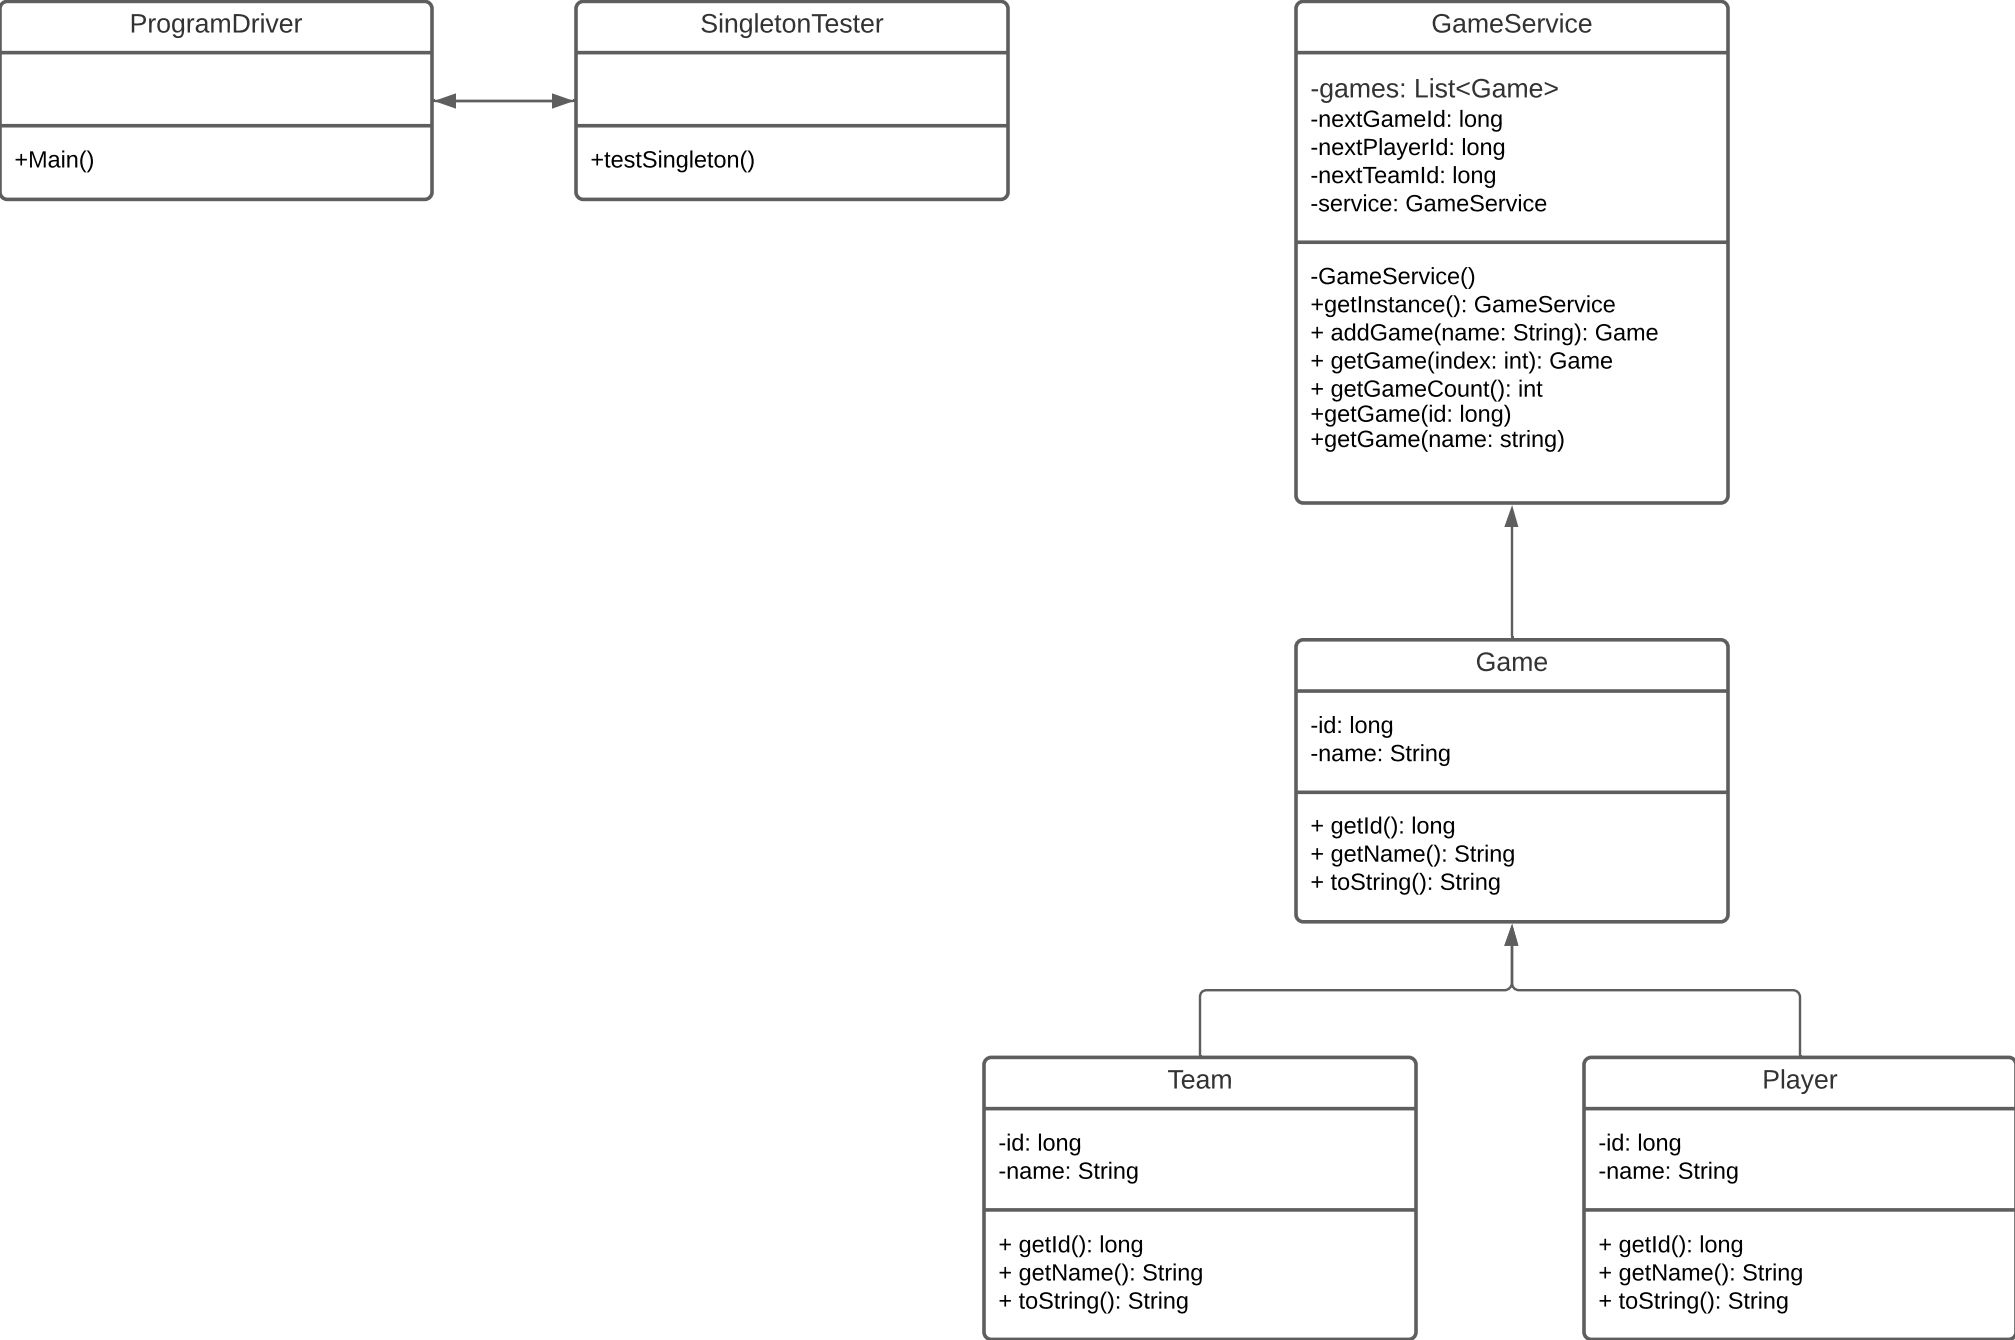 ProgramDriver
+Main()
SingletonTester
+testSingleton()
GameService
-games: List<Game>
-nextGameId: long
-nextPlayerId: long
-nextTeamId: long
-service: GameService
-GameService()
+getInstance(): GameService
+ addGame(name: String): Game
+ getGame(index: int): Game
+ getGameCount(): int
+getGame(id: long)
+getGame(name: string)
Game
-id: long
-name: String
+ getId(): long
+ getName(): String
+ toString(): String
Team
-id: long
-name: String
+ getId(): long
+ getName(): String
+ toString(): String
Player
-id: long
-name: String
+ getId(): long
+ getName(): String
+ toString(): String